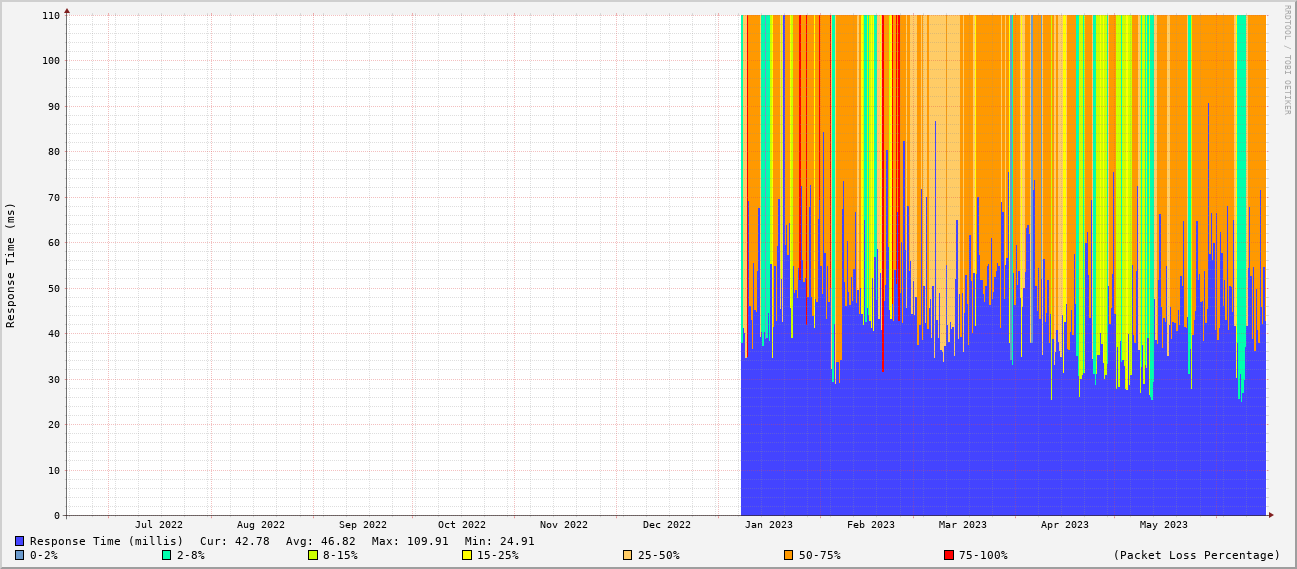 RRDTOOL / TOBI OETIKER
Response Time (ms)
110
100
90
80
70
60
50
40
30
20
10
0
Jul 2022 Aug 2022 Sep 2022 Oct 2022 Nov 2022 Dec 2022 Jan 2023 Feb 2023 Mar 2023 Apr 2023 May 2023
Response Time (millis) Cur: 42.78 Avg: 46.82 Max: 109.91 Min: 24.91
0-2% 2-8% 8-15% 15-25% 25-50% 50-75% 75-100% (Packet Loss Percentage)